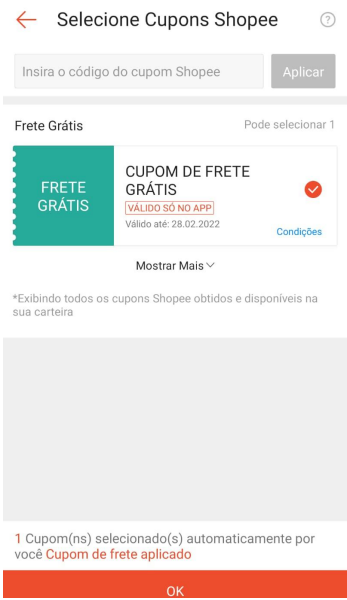 Selecione Cupons Shopee
?
Insira o código do cupom Shopee
Aplicar
Frete Grátis
Pode selecionar 1
FRETE
GRÁTIS
CUPOM DE FRETE
GRÁTIS
VÁLIDO SÓ NO APP
Válido até: 28.02.2022
Condições
Mostrar Mais
*Exibindo todos os cupons Shopee obtidos e disponíveis na
sua carteira
1 Cupom(ns) selecionado(s) automaticamente por
você Cupom de frete aplicado
OK